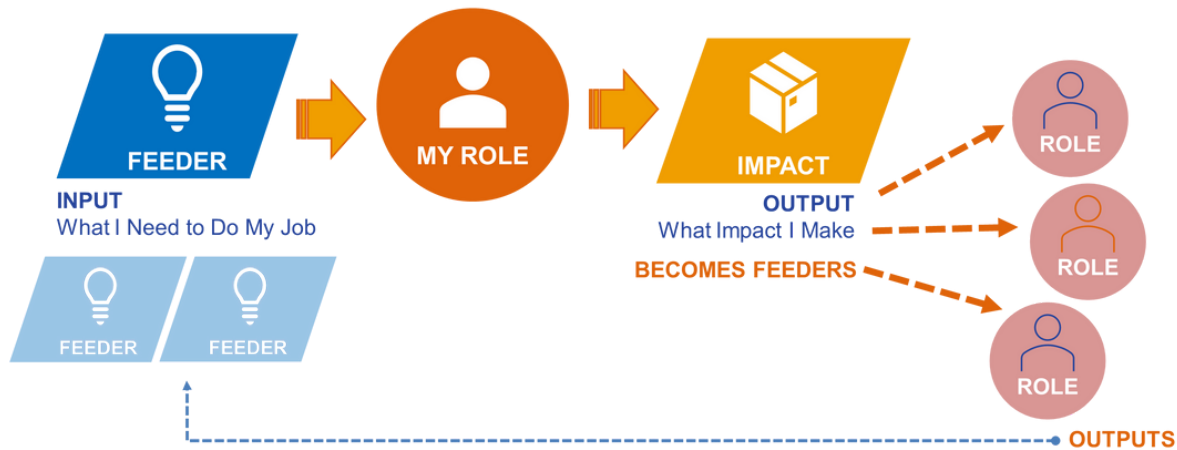 FEEDER
INPUT
What I Need to Do My Job
FEEDER
FEEDER
MY ROLE
IMPACT
OUTPUT
What Impact I Make
BECOMES FEEDERS
ROLE
ROLE
ROLE
OUTPUTS